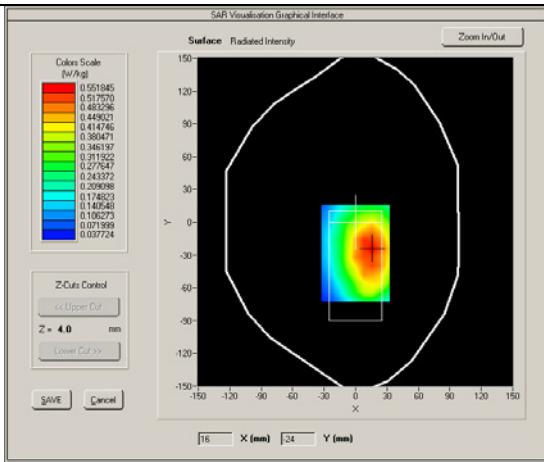 SAR Visualisation Graphical Interface
Surface Radiated Intensity
Zoom In/Out
Colors Scale
(W/kg)
0.551845
0.517570
0.483296
0.449021
0.414746
0.380471
0.346197
0.311922
0.277647
0.243372
0.209098
0.174823
0.140548
0.106273
0.071999
0.037724
Z-Cuts Control
<< Upper Cut
Z = 4.0 mm
Lower Cut >>
SAVE Cancel
150
120
90
60
30
0
-30
-60
-90
-120
-150
Y
-150 -120 -90 -60 -30 0 30 60 90 120 150
X
16 X (mm) -24 Y (mm)